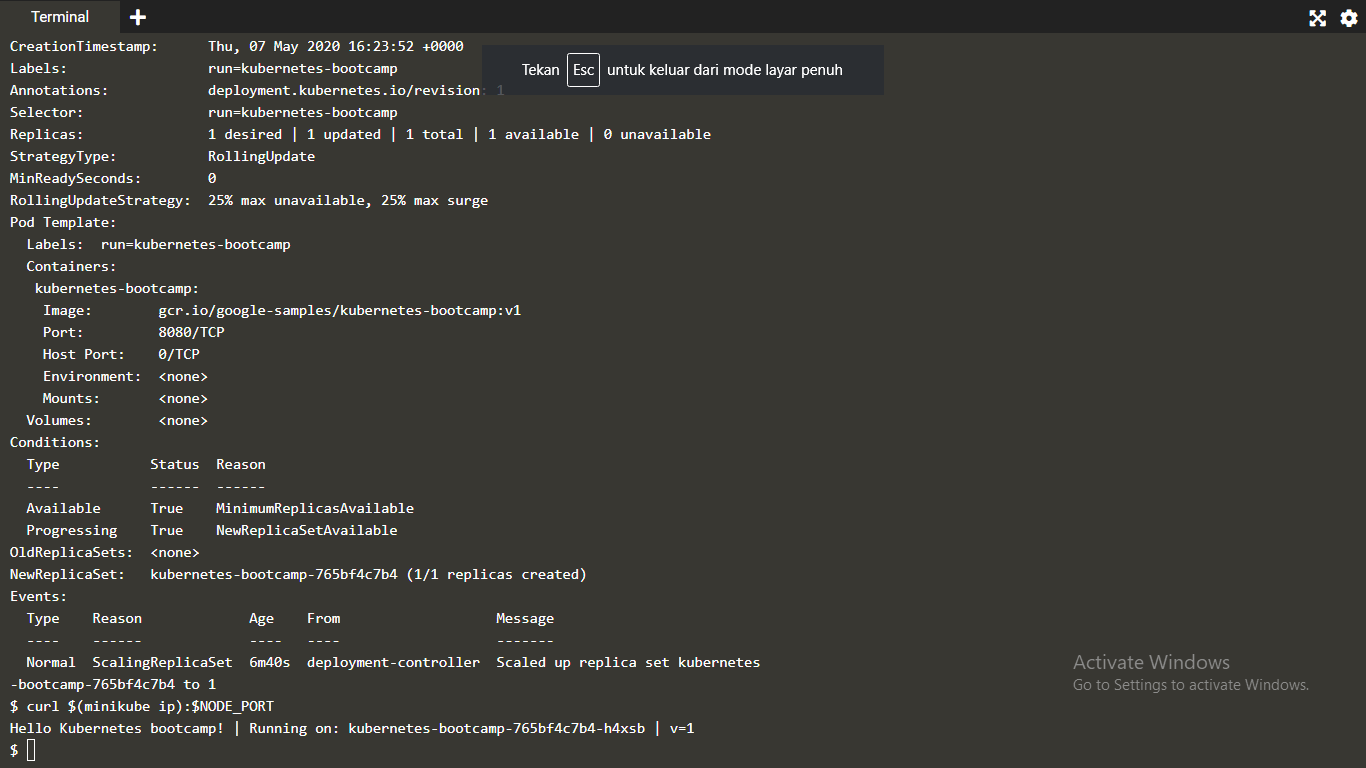 Terminal
CreationTimestamp:      Thu, 07 May 2020 16:23:52 +0000
Tekan Esc untuk keluar dari mode layar penuh
Labels:                 run=kubernetes-bootcamp
Annotations:            deployment.kubernetes.io/revision: 1
Selector:               run=kubernetes-bootcamp
Replicas:               1 desired | 1 updated | 1 total | 1 available | 0 unavailable
StrategyType:           RollingUpdate
MinReadySeconds:        0
RollingUpdateStrategy:  25% max unavailable, 25% max surge
Pod Template:
  Labels:  run=kubernetes-bootcamp
  Containers:
   kubernetes-bootcamp:
    Image:        gcr.io/google-samples/kubernetes-bootcamp:v1
    Port:         8080/TCP
    Host Port:    0/TCP
    Environment:  <none>
    Mounts:       <none>
  Volumes:        <none>
Conditions:
  Type           Status  Reason
  ----           ------  ------
  Available      True    MinimumReplicasAvailable
  Progressing    True    NewReplicaSetAvailable
OldReplicaSets:  <none>
NewReplicaSet:   kubernetes-bootcamp-765bf4c7b4 (1/1 replicas created)
Events:
  Type    Reason             Age    From                   Message
  ----    ------             ----   ----                   -------
  Normal  ScalingReplicaSet  6m40s  deployment-controller  Scaled up replica set kubernetes
-bootcamp-765bf4c7b4 to 1
$ curl $(minikube ip):$NODE_PORT
Hello Kubernetes bootcamp! | Running on: kubernetes-bootcamp-765bf4c7b4-h4xsb | v=1
$
Activate Windows
Go to Settings to activate Windows.